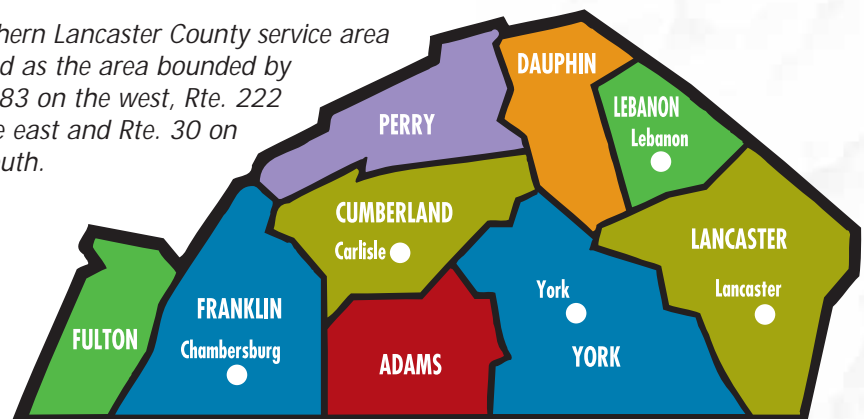 hern Lancaster County service area
d as the area bounded by
83 on the west, Rte. 222
e east and Rte. 30 on
outh.
DAUPHIN
LEBANON
Lebanon
PERRY
CUMBERLAND
Carlisle
LANCASTER
Lancaster
FRANKLIN
Chambersburg
York
YORK
FULTON
ADAMS